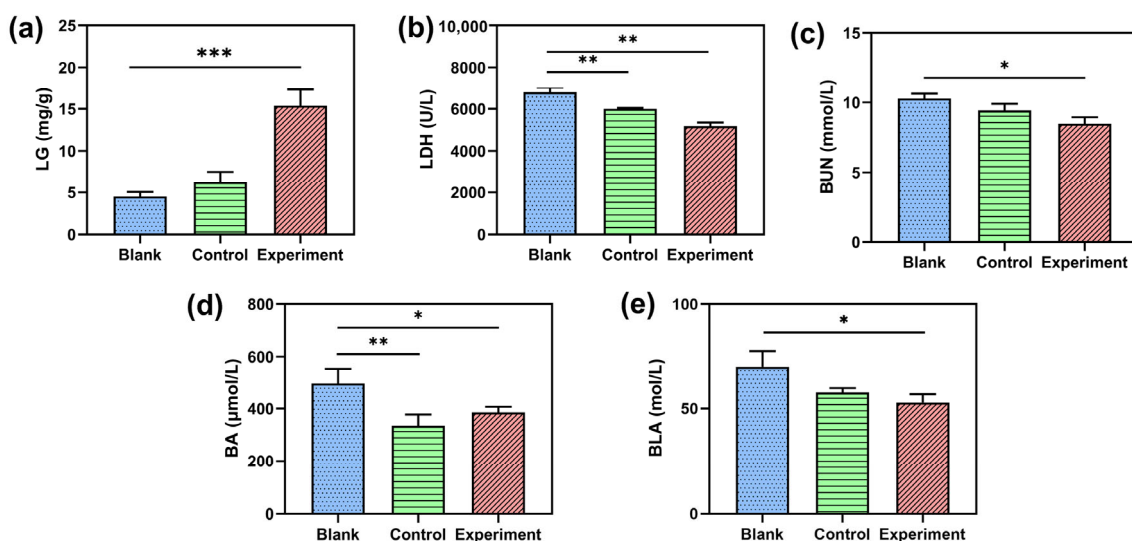 (a)
LG (mg/g)
25
20
15
10
5
0
***
Blank Control Experiment
(b)
LDH (U/L)
10,000
8000
6000
4000
2000
0
**
**
Blank Control Experiment
(c)
BUN (mmol/L)
15
10
5
0
*
Blank Control Experiment
(d)
BA (μmol/L)
800
600
400
200
0
*
**
Blank Control Experiment
(e)
BLA (mol/L)
100
50
0
*
Blank Control Experiment